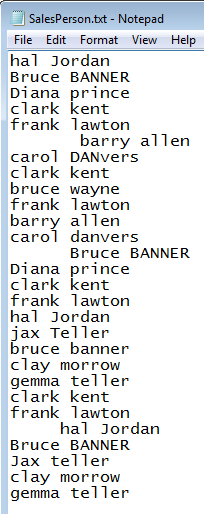 SalesPerson.txt - Notepad
File Edit Format View Help
hal Jordan
Bruce BANNER
Diana prince
clark kent
frank lawton
barry allen
carol DANvers
clark kent
bruce wayne
frank lawton
barry allen
carol danvers
Bruce BANNER
Diana prince
clark kent
frank lawton
hal Jordan
jax Teller
bruce banner
clay morrow
gemma teller
clark kent
frank lawton
hal Jordan
Bruce BANNER
Jax teller
clay morrow
gemma teller